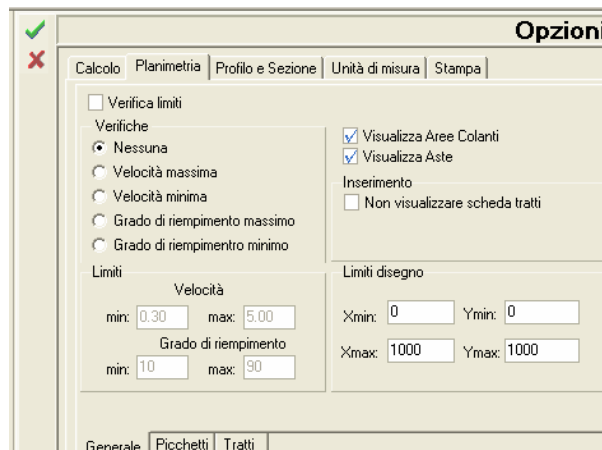 Opzioni
Calcolo Planimetria Profilo e Sezione Unità di misura Stampa
Verifica limiti
Verifiche
Nessuna
Velocità massima
Velocità minima
Grado di riempimento massimo
Grado di riempimentro minimo
Visualizza Aree Colanti
Visualizza Aste
Inserimento
Non visualizzare scheda tratti
Limiti
Velocità
min: 0.30 max: 5.00
Grado di riempimento
min: 10 max: 90
Limiti disegno
Xmin: 0 Ymin: 0
Xmax: 1000 Ymax: 1000
Generale Picchetti Tratti